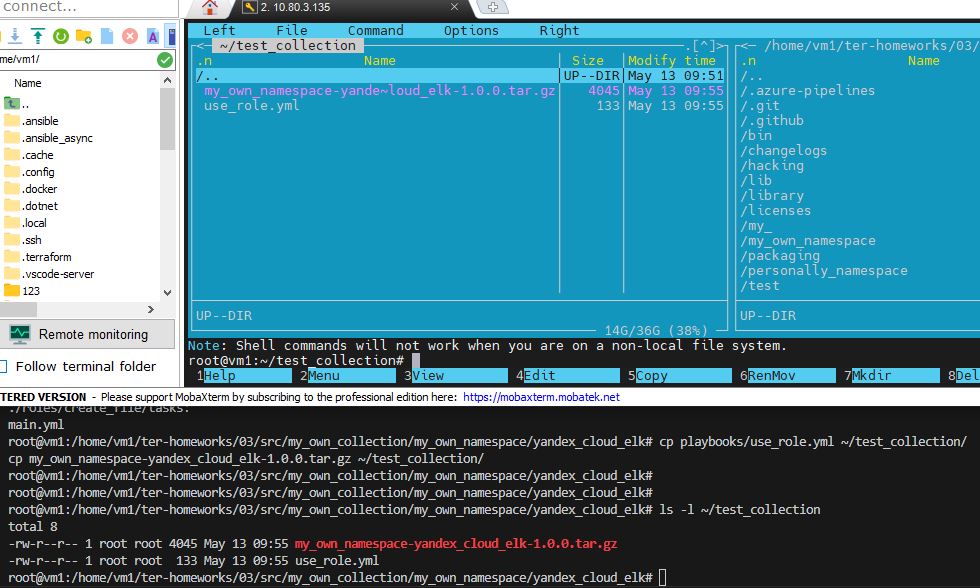 connect...
2. 10.80.3.135
me/vm1/
Name
..
.ansible
.ansible_async
.cache
.config
.docker
.dotnet
.local
.ssh
.terraform
.vscode-server
123
Remote monitoring
Follow terminal folder
Left File Command Options Right
<─ ~/test_collection .[^]>
.n Name Size Modify time
/.. UP--DIR May 13 09:51
my_own_namespace-yande~loud_elk-1.0.0.tar.gz 4045 May 13 09:55
use_role.yml 133 May 13 09:55
UP--DIR
14G/36G (38%)
<─ /home/vm1/ter-homeworks/03/
.n Name
/..
/.azure-pipelines
/.git
/.github
/bin
/changelogs
/hacking
/lib
/library
/licenses
/my_
/my_own_namespace
/packaging
/personally_namespace
/test
UP--DIR
Note: Shell commands will not work when you are on a non-local file system.
root@vm1:~/test_collection#
1Help 2Menu 3View 4Edit 5Copy 6RenMov 7Mkdir 8Del
TERED VERSION - Please support MobaXterm by subscribing to the professional edition here: https://mobaxterm.mobatek.net
./roles/create_file/tasks:
main.yml
root@vm1:/home/vm1/ter-homeworks/03/src/my_own_collection/my_own_namespace/yandex_cloud_elk# cp playbooks/use_role.yml ~/test_collection/
cp my_own_namespace-yandex_cloud_elk-1.0.0.tar.gz ~/test_collection/
root@vm1:/home/vm1/ter-homeworks/03/src/my_own_collection/my_own_namespace/yandex_cloud_elk#
root@vm1:/home/vm1/ter-homeworks/03/src/my_own_collection/my_own_namespace/yandex_cloud_elk#
root@vm1:/home/vm1/ter-homeworks/03/src/my_own_collection/my_own_namespace/yandex_cloud_elk# ls -l ~/test_collection
total 8
-rw-r--r-- 1 root root 4045 May 13 09:55 my_own_namespace-yandex_cloud_elk-1.0.0.tar.gz
-rw-r--r-- 1 root root  133 May 13 09:55 use_role.yml
root@vm1:/home/vm1/ter-homeworks/03/src/my_own_collection/my_own_namespace/yandex_cloud_elk#